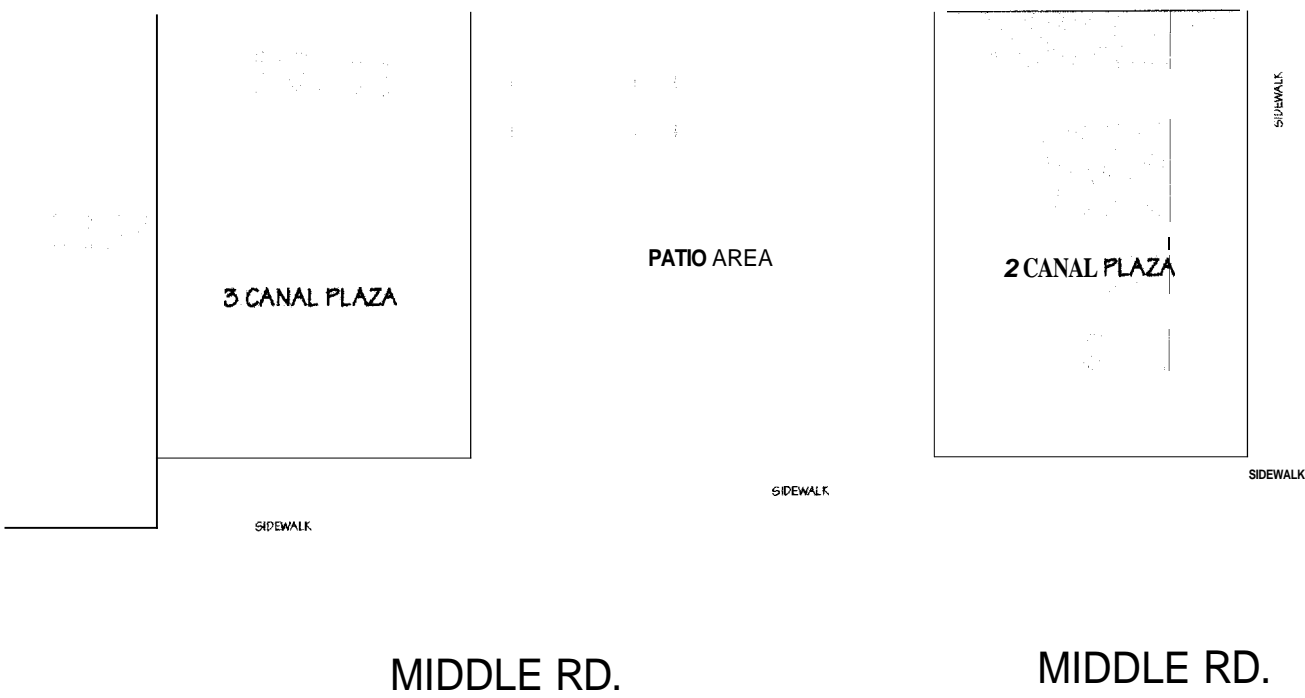 SIDEWALK
PATIO AREA
2 CANAL PLAZA
3 CANAL PLAZA
SIDEWALK
SIDEWALK
SIDEWALK
MIDDLE RD.
MIDDLE RD.